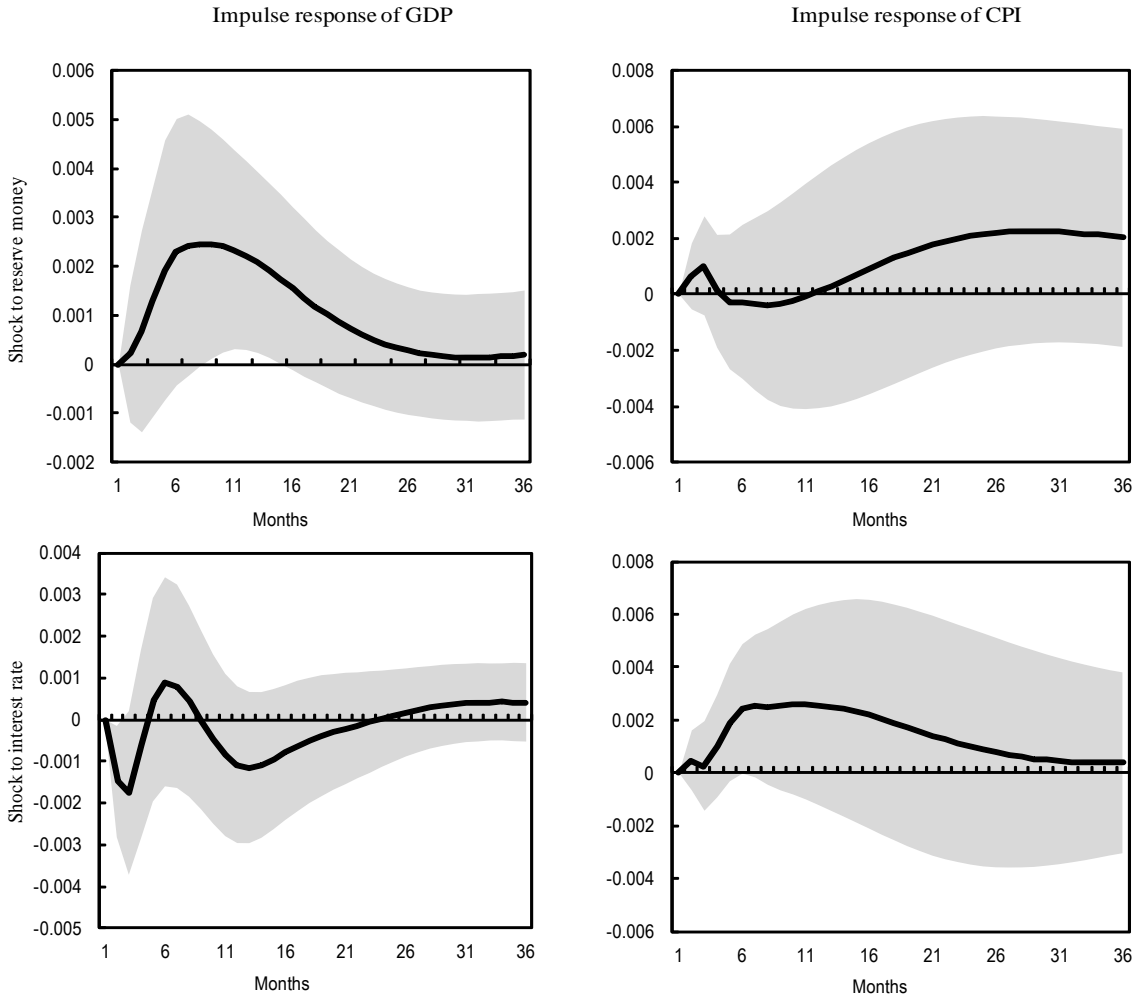 Impulse response of GDP
Impulse response of CPI
Shock to reserve money
0.006
0.005
0.004
0.003
0.002
0.001
0
-0.001
-0.002
1 6 11 16 21 26 31 36
Months
0.008
0.006
0.004
0.002
0
-0.002
-0.004
-0.006
1 6 11 16 21 26 31 36
Months
Shock to interest rate
0.004
0.003
0.002
0.001
0
-0.001
-0.002
-0.003
-0.004
-0.005
1 6 11 16 21 26 31 36
Months
0.008
0.006
0.004
0.002
0
-0.002
-0.004
-0.006
1 6 11 16 21 26 31 36
Months